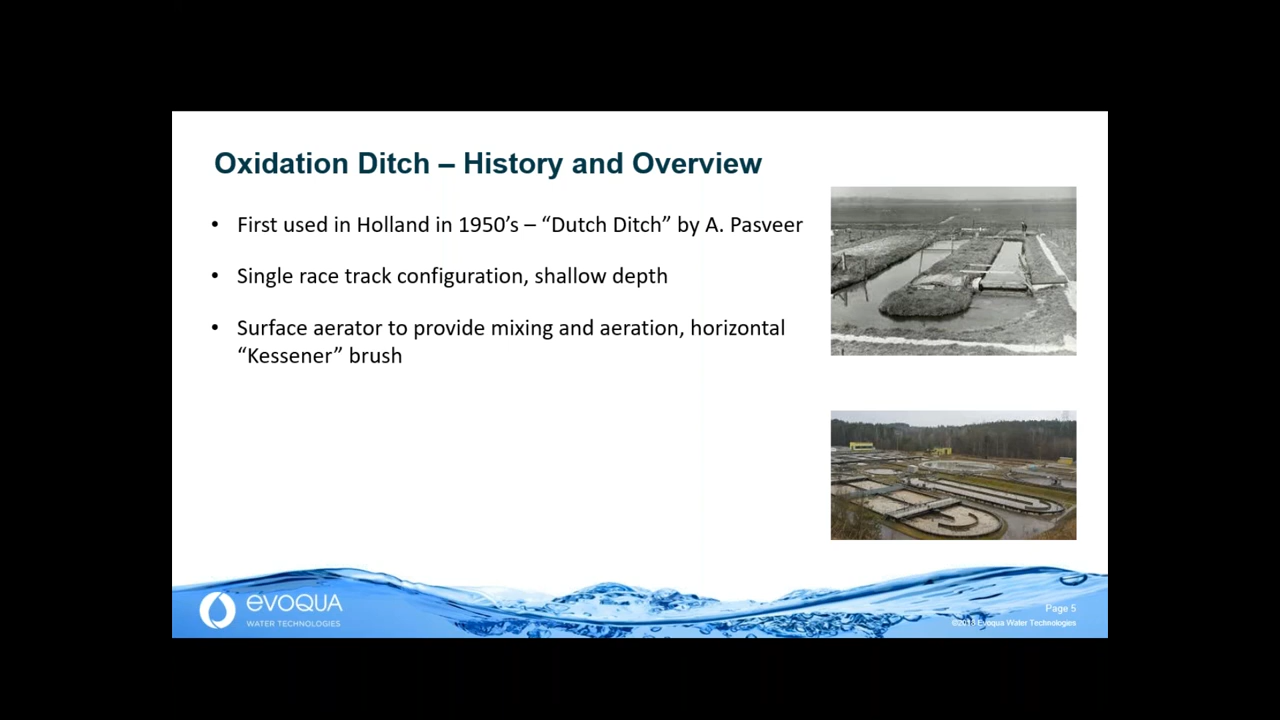 Oxidation Ditch – History and Overview
• First used in Holland in 1950’s – “Dutch Ditch” by A. Pasveer
• Single race track configuration, shallow depth
• Surface aerator to provide mixing and aeration, horizontal
“Kessener” brush
evoQUA
WATER TECHNOLOGIES
Page 5
©2018 Evoqua Water Technologies